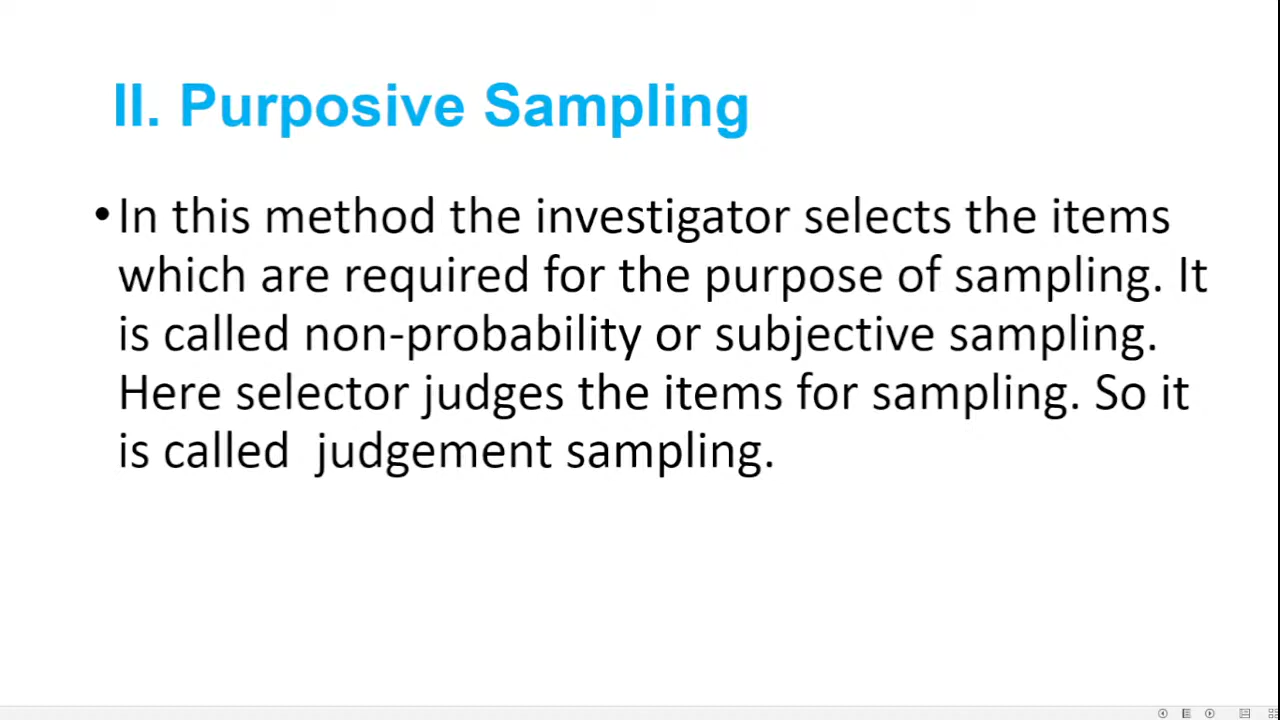 II. Purposive Sampling
•In this method the investigator selects the items
which are required for the purpose of sampling. It
is called non-probability or subjective sampling.
Here selector judges the items for sampling. So it
is called  judgement sampling.